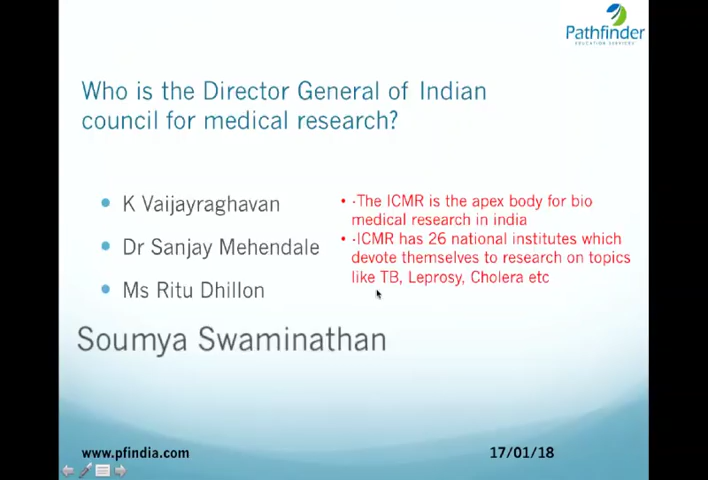 Pathfinder
EDUCATION SERVICES
Who is the Director General of Indian
council for medical research?
K Vaijayraghavan
Dr Sanjay Mehendale
Ms Ritu Dhillon
Soumya Swaminathan
-The ICMR is the apex body for bio
medical research in india
-ICMR has 26 national institutes which
devote themselves to research on topics
like TB, Leprosy, Cholera etc
www.pfindia.com
17/01/18